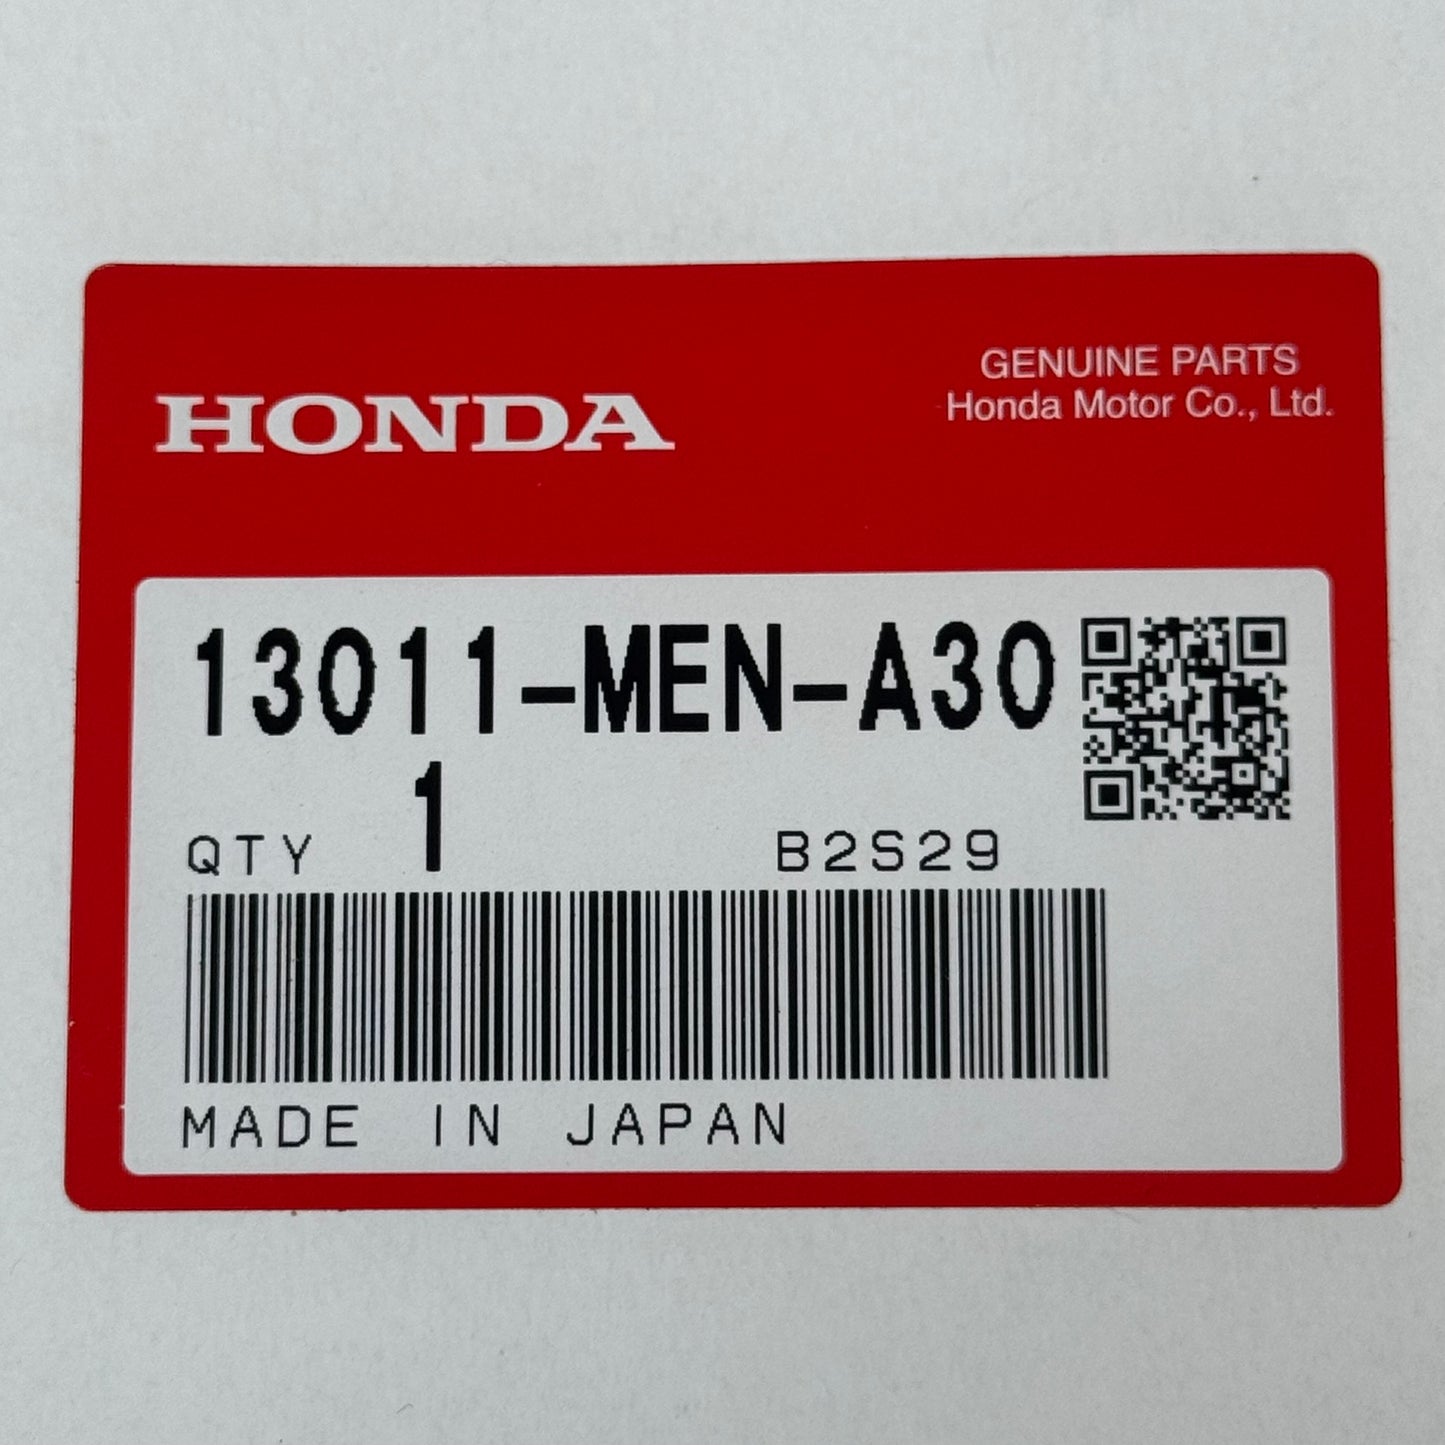 HONDA
GENUINE PARTS
Honda Motor Co., Ltd.
13011-MEN-A30
QTY 1 B2S29
MADE IN JAPAN